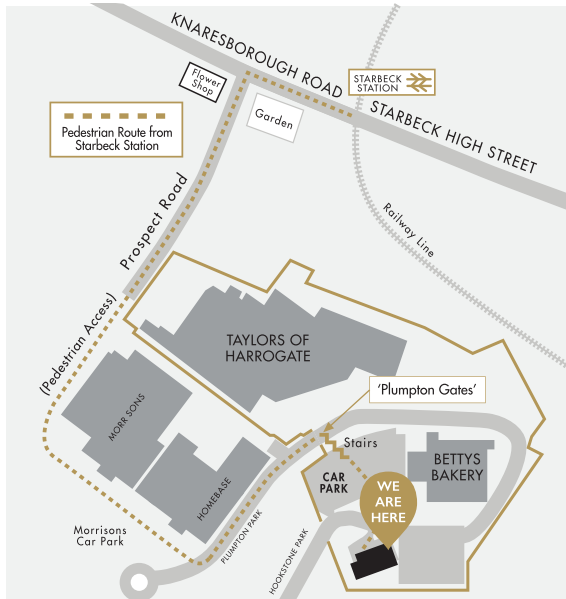 KNARESBOROUGH ROAD
Flower
Shop
STARBECK
STATION
Garden
STARBECK HIGH STREET
Pedestrian Route from
Starbeck Station
Prospect Road
Railway Line
(Pedestrian Access)
TAYLORS OF
HARROGATE
'Plumpton Gates'
MORR SONS
Stairs
BETTYS
BAKERY
CAR
PARK
WE
ARE
HERE
HOMEBASE
Morrisons
Car Park
PLUMPTON PARK
HOOKSTONE PARK